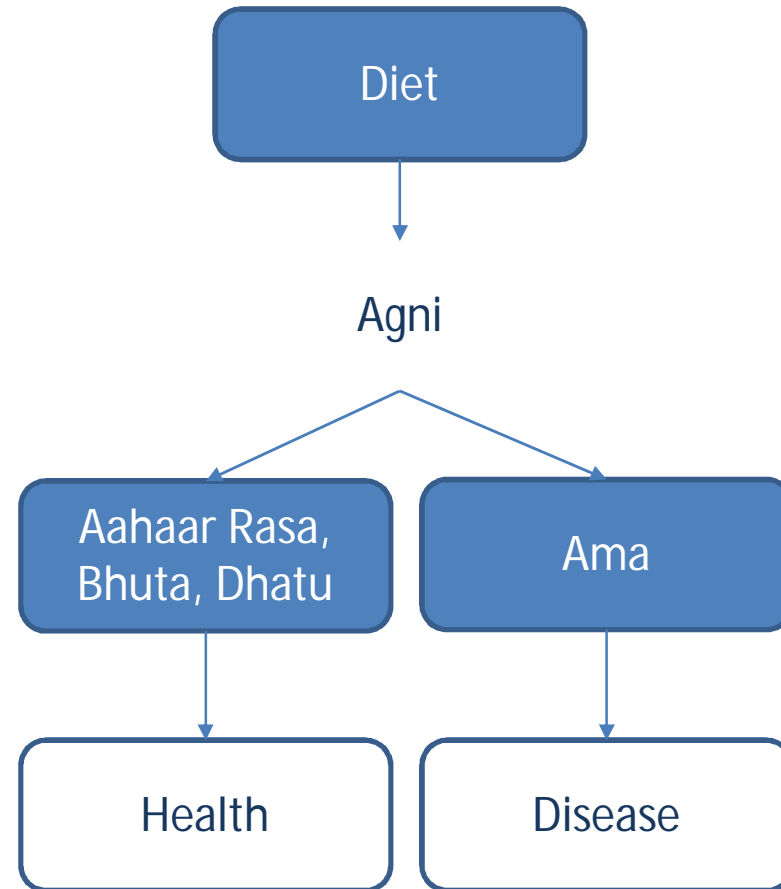 Diet
Agni
Aahaar Rasa,
Bhuta, Dhatu
Ama
Health
Disease